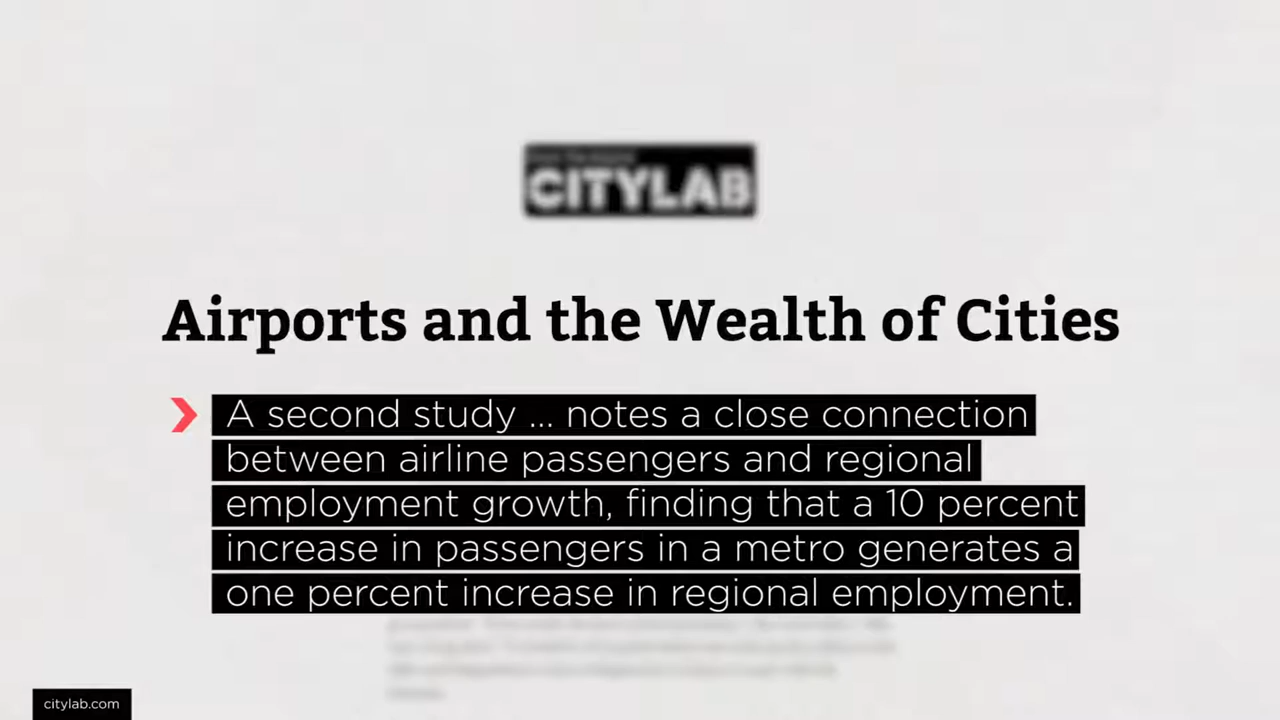 CITYLAB
Airports and the Wealth of Cities
A second study ... notes a close connection
between airline passengers and regional
employment growth, finding that a 10 percent
increase in passengers in a metro generates a
one percent increase in regional employment.
citylab.com